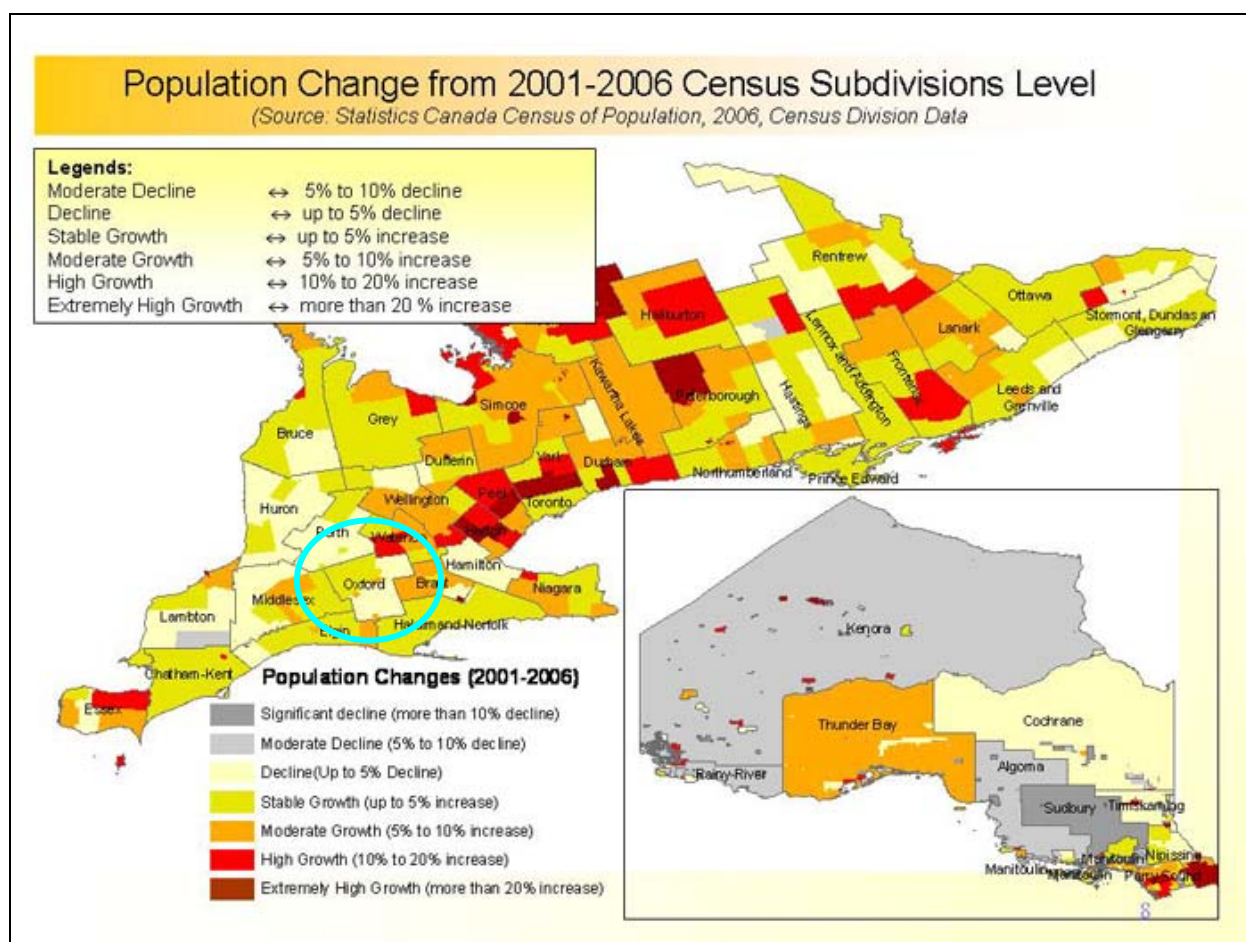 Population Change from 2001-2006 Census Subdivisions Level
(Source: Statistics Canada Census of Population, 2006, Census Division Data
Legends:
Moderate Decline ↔ 5% to 10% decline
Decline ↔ up to 5% decline
Stable Growth ↔ up to 5% increase
Moderate Growth ↔ 5% to 10% increase
High Growth ↔ 10% to 20% increase
Extremely High Growth ↔ more than 20 % increase
Renfrew
Ottawa
Stormont, Dundas an
Glengarry
Haliburton
Lanark
Lennox and Addington
Frontenac
Leeds and
Grenville
Kawartha Lakes
Peterborough
Hastings
Simcoe
Grey
Bruce
Dufferin
York
Durham
Northumberland
Prince Edward
Huron
Wellington
Peel
Toronto
Perth
Waterloo
Halton
Hamilton
Oxford
Brant
Niagara
Middlesex
Lambton
Elgin
Haldimand-Norfolk
Chatham-Kent
Essex
Population Changes (2001-2006)
Significant decline (more than 10% decline)
Moderate Decline (5% to 10% decline)
Decline(Up to 5% Decline)
Stable Growth (up to 5% increase)
Moderate Growth (5% to 10% increase)
High Growth (10% to 20% increase)
Extremely High Growth (more than 20% increase)
Kenora
Thunder Bay
Cochrane
Rainy-River
Algoma
Sudbury
Timiskaming
Manitoulin
Nipissing
Manitoulin
Manitoulin
Parry Sound
8